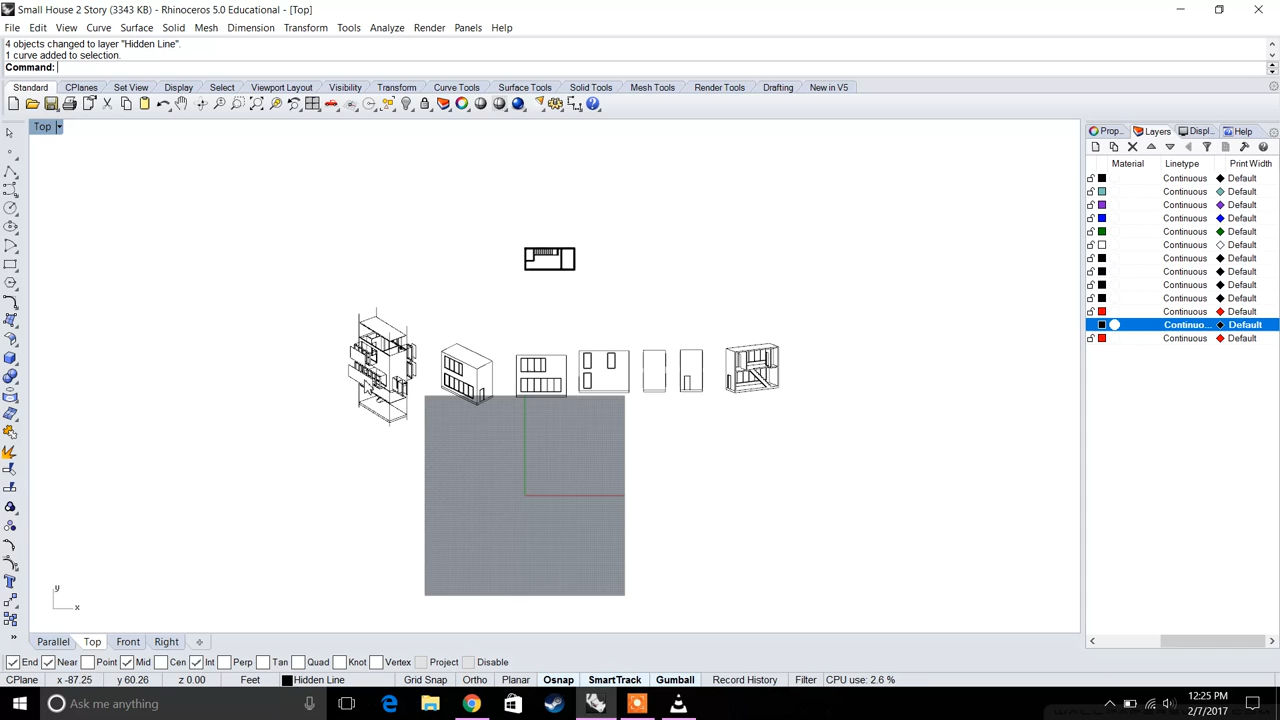 Small House 2 Story (3343 KB) - Rhinoceros 5.0 Educational - [Top]
File Edit View Curve Surface Solid Mesh Dimension Transform Tools Analyze Render Panels Help
4 objects changed to layer "Hidden Line".
1 curve added to selection.
Command:
Standard CPlanes Set View Display Select Viewport Layout Visibility Transform Curve Tools Surface Tools Solid Tools Mesh Tools Render Tools Drafting New in V5
Top
Prop... Layers Displ... Help
Material Linetype Print Width
Continuous Default
Continuous Default
Continuous Default
Continuous Default
Continuous Default
Continuous Default
Continuous Default
Continuous Default
Continuous Default
Continuous Default
Continuous Default
Continuo... Default
Continuous Default
y
x
Parallel Top Front Right
End Near Point Mid Cen Int Perp Tan Quad Knot Vertex Project Disable
CPlane x -87.25 y 60.26 z 0.00 Feet Hidden Line Grid Snap Ortho Planar Osnap SmartTrack Gumball Record History Filter CPU use: 2.6 %
Ask me anything
12:25 PM
2/7/2017